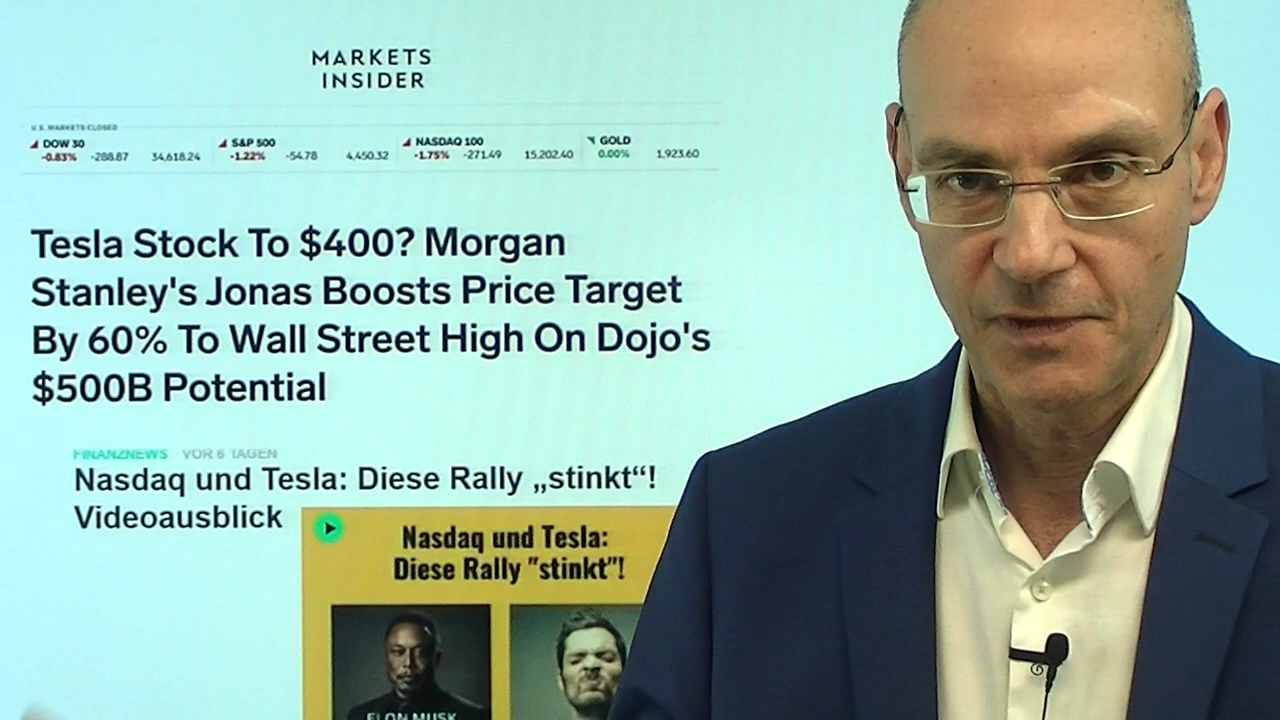 MARKETS
INSIDER
U.S. MARKETS CLOSED
DOW 30
-0.83% -288.87 34,618.24
S&P 500
-1.22% -54.78 4,450.32
NASDAQ 100
-1.75% -271.49 15,202.40
GOLD
0.00% 1,923.60
Tesla Stock To $400? Morgan
Stanley's Jonas Boosts Price Target
By 60% To Wall Street High On Dojo's
$500B Potential
FINANZNEWS VOR 6 TAGEN
Nasdaq und Tesla: Diese Rally „stinkt“!
Videoausblick
Nasdaq und Tesla:
Diese Rally "stinkt"!
ELON MUSK